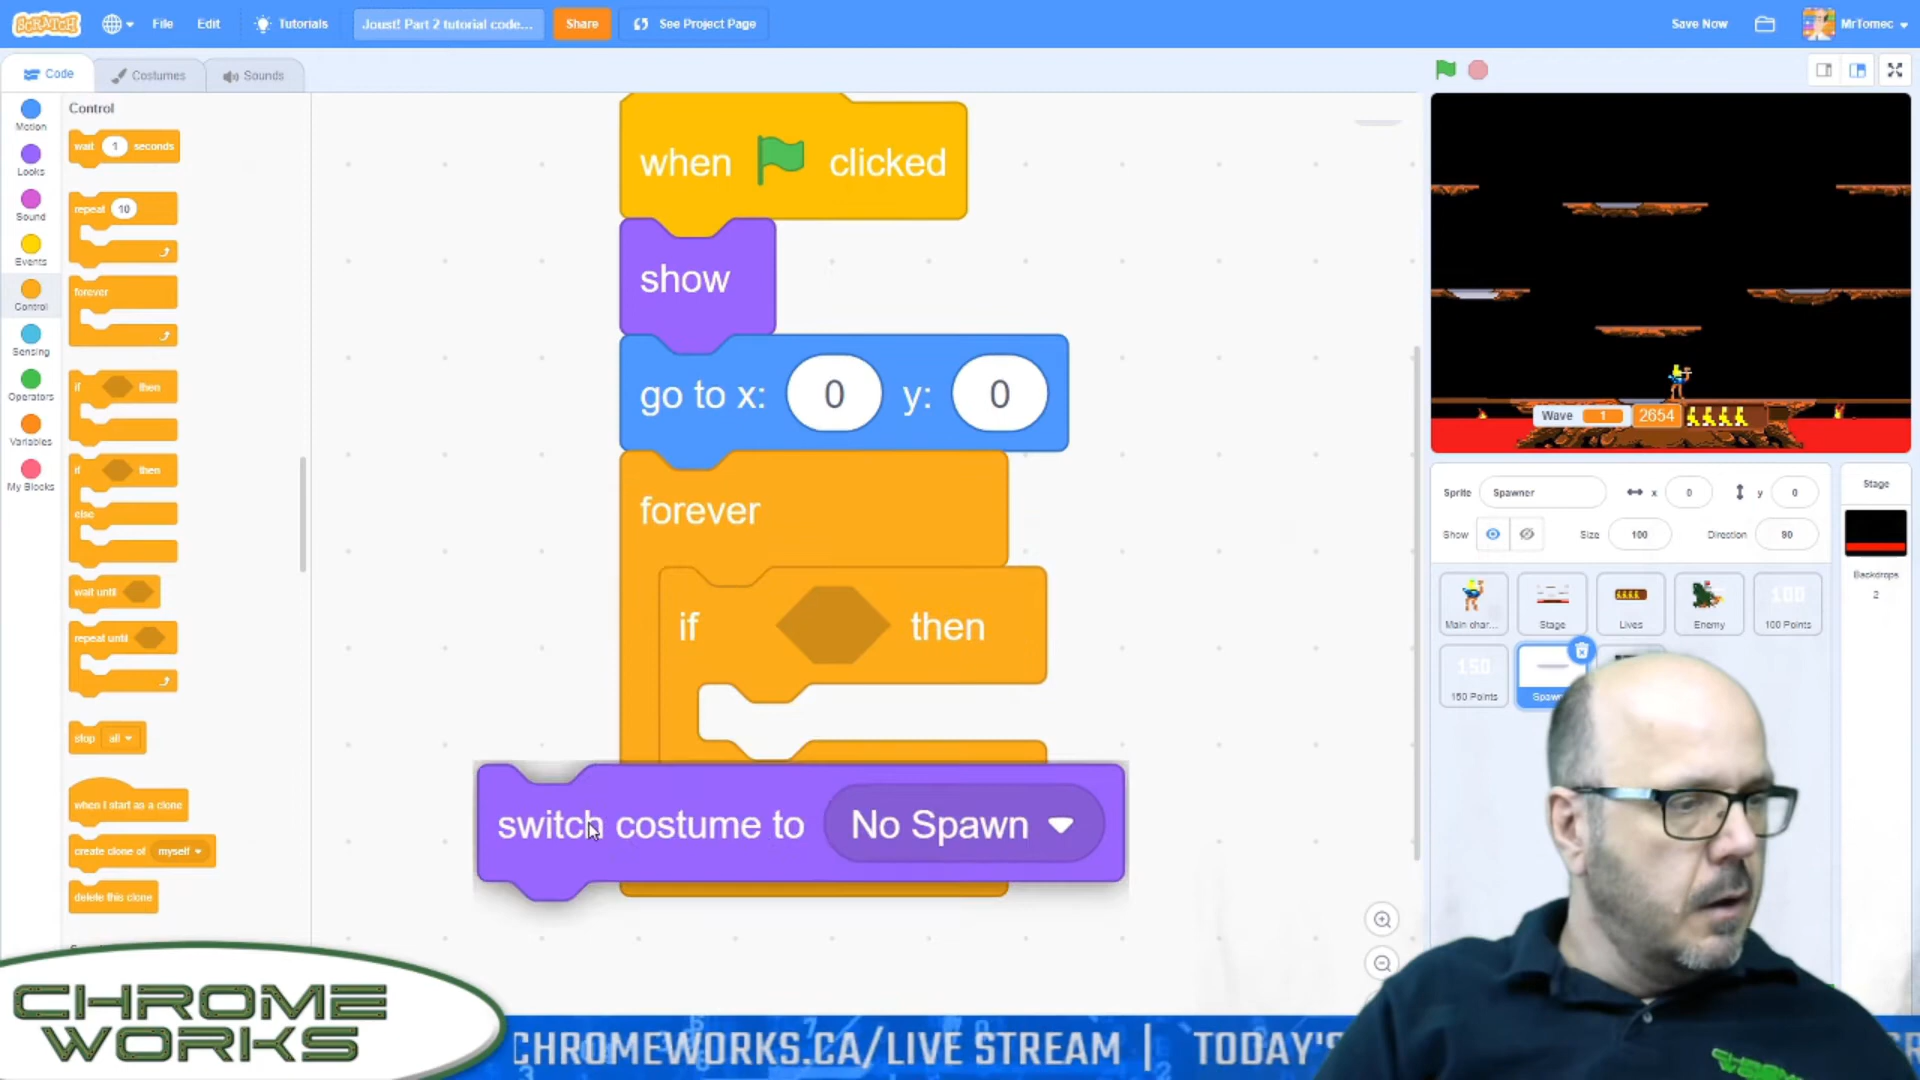 SCRATCH
File
Edit
Tutorials
Joust! Part 2 tutorial code...
Share
See Project Page
Save Now
MrTomec
Code
Costumes
Sounds
Motion
Looks
Sound
Events
Control
Sensing
Operators
Variables
My Blocks
Control
wait 1 seconds
repeat 10
forever
if then
if then
else
wait until
repeat until
stop all
when I start as a clone
create clone of myself
delete this clone
when clicked
show
go to x: 0 y: 0
forever
if then
switch costume to No Spawn
Wave 1 2654
Sprite Spawner x 0 y 0
Show Size 100 Direction 90
Stage
Backdrops
2
Main char...
Stage
Lives
Enemy
100
100 Points
150
150 Points
CHROME
WORKS
CHROMEWORKS.CA/LIVE STREAM | TODAY'S